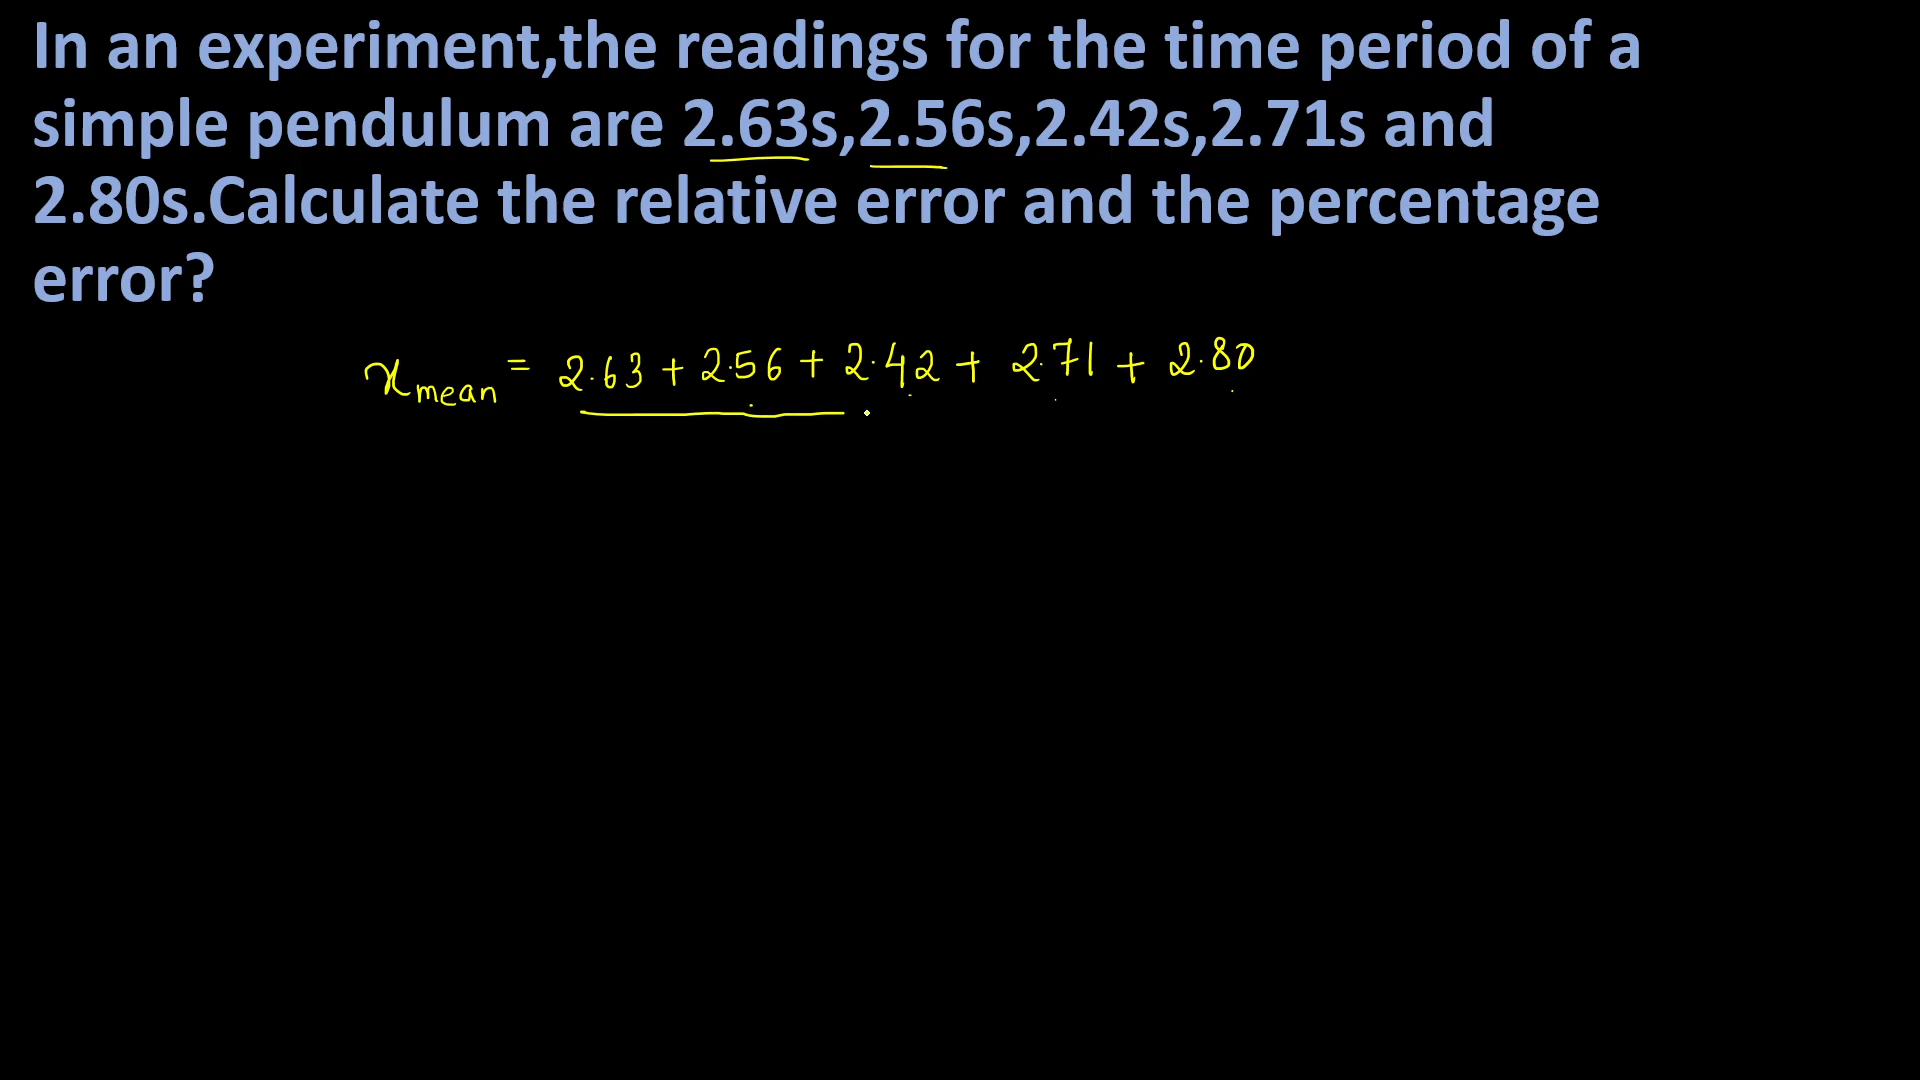 In an experiment,the readings for the time period of a
simple pendulum are 2.63s,2.56s,2.42s,2.71s and
2.80s.Calculate the relative error and the percentage
error?
x mean = 2.63 + 2.56 + 2.42 + 2.71 + 2.80